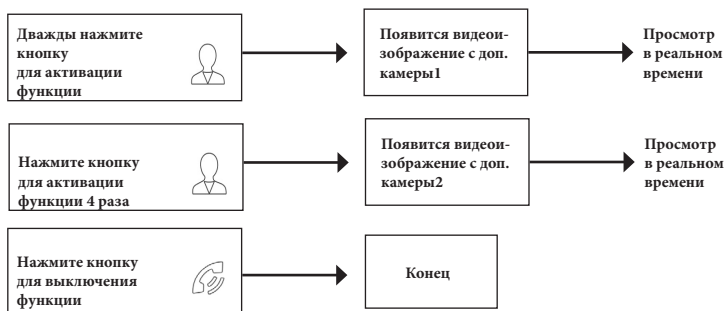 Дважды нажмите
кнопку
для активации
функции
Появится видеои-
зображение с доп.
камеры1
Просмотр
в реальном
времени
Нажмите кнопку
для активации
функции 4 раза
Появится видеои-
зображение с доп.
камеры2
Просмотр
в реальном
времени
Нажмите кнопку
для выключения
функции
Конец